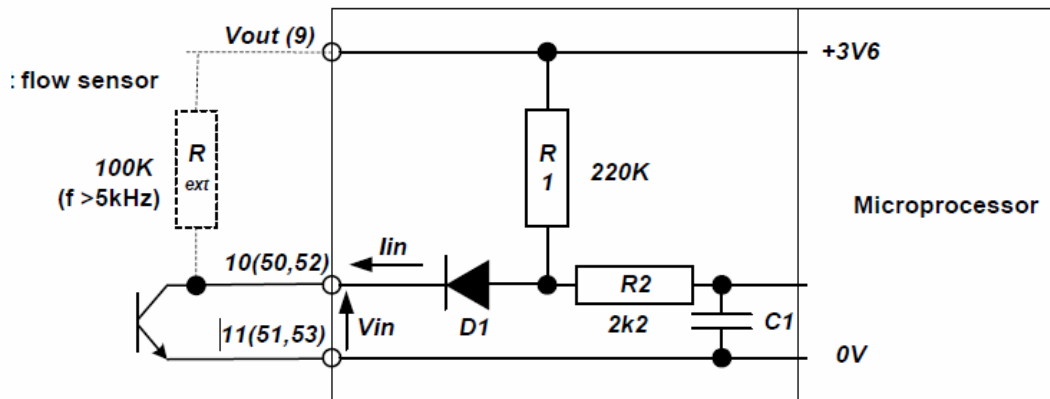 Vout (9)
+3V6
: flow sensor
R
ext
100K
(f >5kHz)
R
1
220K
Microprocessor
10(50,52)
Iin
R2
2k2
D1
C1
Vin
11(51,53)
0V